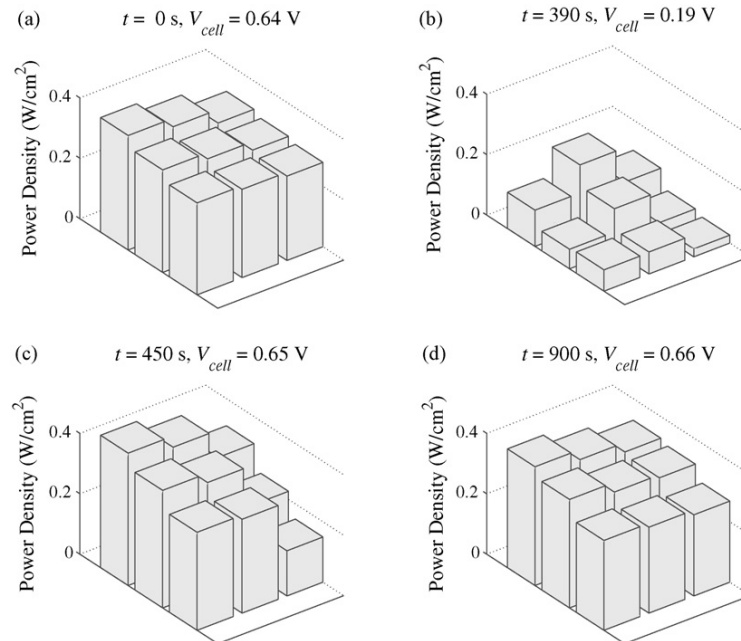 (a) t = 0 s, V_cell = 0.64 V
Power Density (W/cm²)
0.4
0.2
0
(b) t = 390 s, V_cell = 0.19 V
Power Density (W/cm²)
0.4
0.2
0
(c) t = 450 s, V_cell = 0.65 V
Power Density (W/cm²)
0.4
0.2
0
(d) t = 900 s, V_cell = 0.66 V
Power Density (W/cm²)
0.4
0.2
0